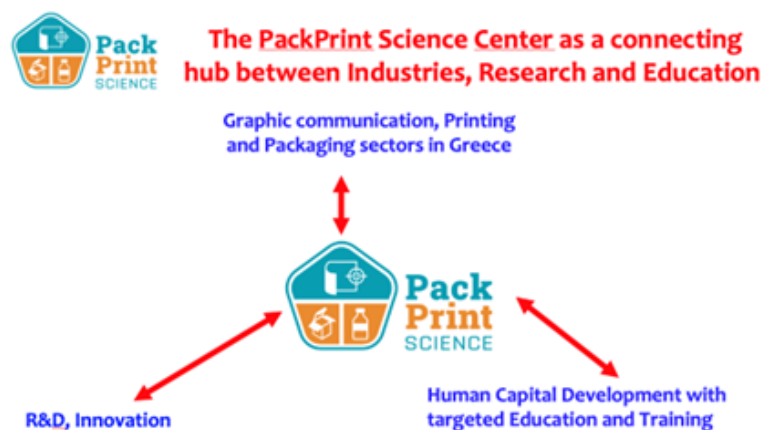 Pack
Print
SCIENCE
The PackPrint Science Center as a connecting
hub between Industries, Research and Education
Graphic communication, Printing
and Packaging sectors in Greece
Pack
Print
SCIENCE
R&D, Innovation
Human Capital Development with
targeted Education and Training